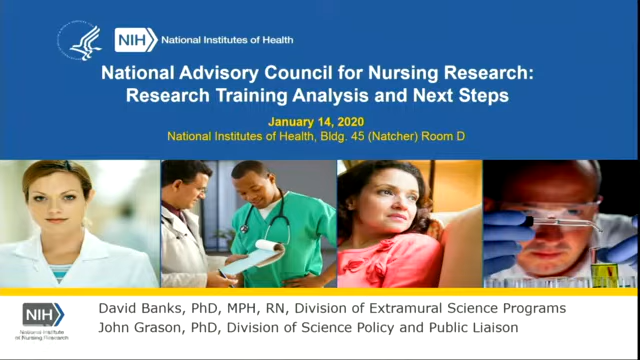 NIH National Institutes of Health
National Advisory Council for Nursing Research:
Research Training Analysis and Next Steps
January 14, 2020
National Institutes of Health, Bldg. 45 (Natcher) Room D
NIH
National Institute
of Nursing Research
David Banks, PhD, MPH, RN, Division of Extramural Science Programs
John Grason, PhD, Division of Science Policy and Public Liaison